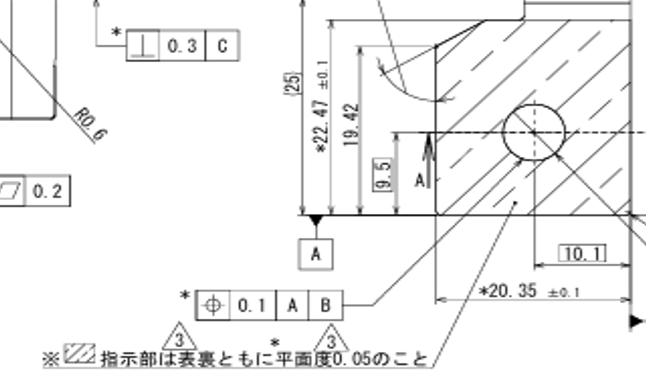 * ⊥ 0.3 C
R0.6
▱ 0.2
(25)
*22.47 ±0.1
19.42
9.5
A
A
10.1
*20.35 ±0.1
* ⌖ 0.1 A B
3 * 3
※ 指示部は表裏ともに平面度0.05のこと